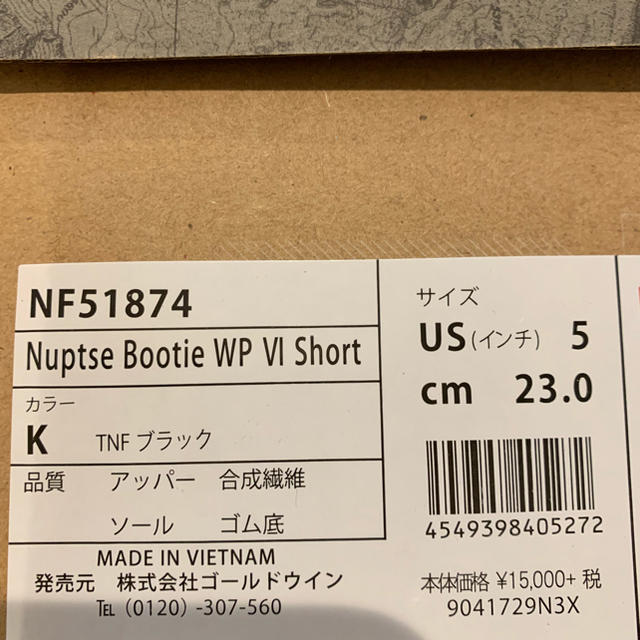 NF51874
Nuptse Bootie WP VI Short
カラー
K TNF ブラック
品質 アッパー 合成繊維
ソール ゴム底
MADE IN VIETNAM
発売元 株式会社ゴールドウイン
TEL (0120) -307-560
サイズ
US (インチ) 5
cm 23.0
4549398405272
本体価格 ¥15,000+ 税
9041729N3X